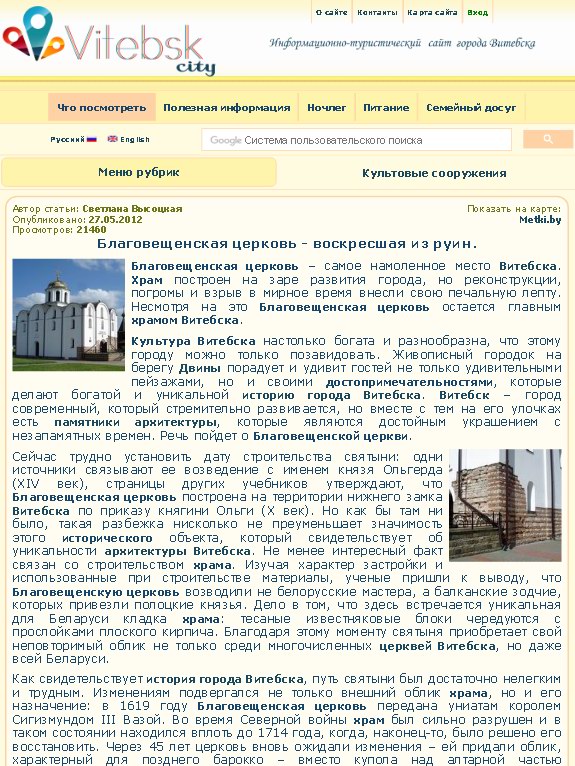 О сайте Контакты Карта сайта Вход
Vitebsk
city
Информационно-туристический сайт города Витебска
Что посмотреть Полезная информация Ночлег Питание Семейный досуг
Русский English
Google Система пользовательского поиска
Меню рубрик
Культовые сооружения
Автор статьи: Светлана Высоцкая
Опубликовано: 27.05.2012
Просмотров: 21460
Показать на карте:
Metki.by
Благовещенская церковь - воскресшая из руин.
Благовещенская церковь – самое намоленное место Витебска.
Храм построен на заре развития города, но реконструкции,
погромы и взрыв в мирное время внесли свою печальную лепту.
Несмотря на это Благовещенская церковь остается главным
храмом Витебска.
Культура Витебска настолько богата и разнообразна, что этому
городу можно только позавидовать. Живописный городок на
берегу Двины порадует и удивит гостей не только удивительными
пейзажами, но и своими достопримечательностями, которые
делают богатой и уникальной историю города Витебска. Витебск – город
современный, который стремительно развивается, но вместе с тем на его улочках
есть памятники архитектуры, которые являются достойным украшением с
незапамятных времен. Речь пойдет о Благовещенской церкви.
Сейчас трудно установить дату строительства святыни: одни
источники связывают ее возведение с именем князя Ольгерда
(XIV век), страницы других учебников утверждают, что
Благовещенская церковь построена на территории нижнего замка
Витебска по приказу княгини Ольги (X век). Но как бы там ни
было, такая разбежка нисколько не преуменьшает значимость
этого исторического объекта, который свидетельствует об
уникальности архитектуры Витебска. Не менее интересный факт
связан со строительством храма. Изучая характер застройки и
использованные при строительстве материалы, ученые пришли к выводу, что
Благовещенскую церковь возводили не белорусские мастера, а балканские зодчие,
которых привезли полоцкие князья. Дело в том, что здесь встречается уникальная
для Беларуси кладка храма: тесаные известняковые блоки чередуются с
прослойками плоского кирпича. Благодаря этому моменту святыня приобретает свой
неповторимый облик не только среди многочисленных церквей Витебска, но даже
всей Беларуси.
Как свидетельствует история города Витебска, путь святыни был достаточно нелегким
и трудным. Изменениям подвергался не только внешний облик храма, но и его
назначение: в 1619 году Благовещенская церковь передана униатам королем
Сигизмундом III Вазой. Во время Северной войны храм был сильно разрушен и в
таком состоянии находился вплоть до 1714 года, когда, наконец-то, было решено его
восстановить. Через 45 лет церковь вновь ожидали изменения – ей придали облик,
характерный для позднего барокко – вместо купола над алтарной частью